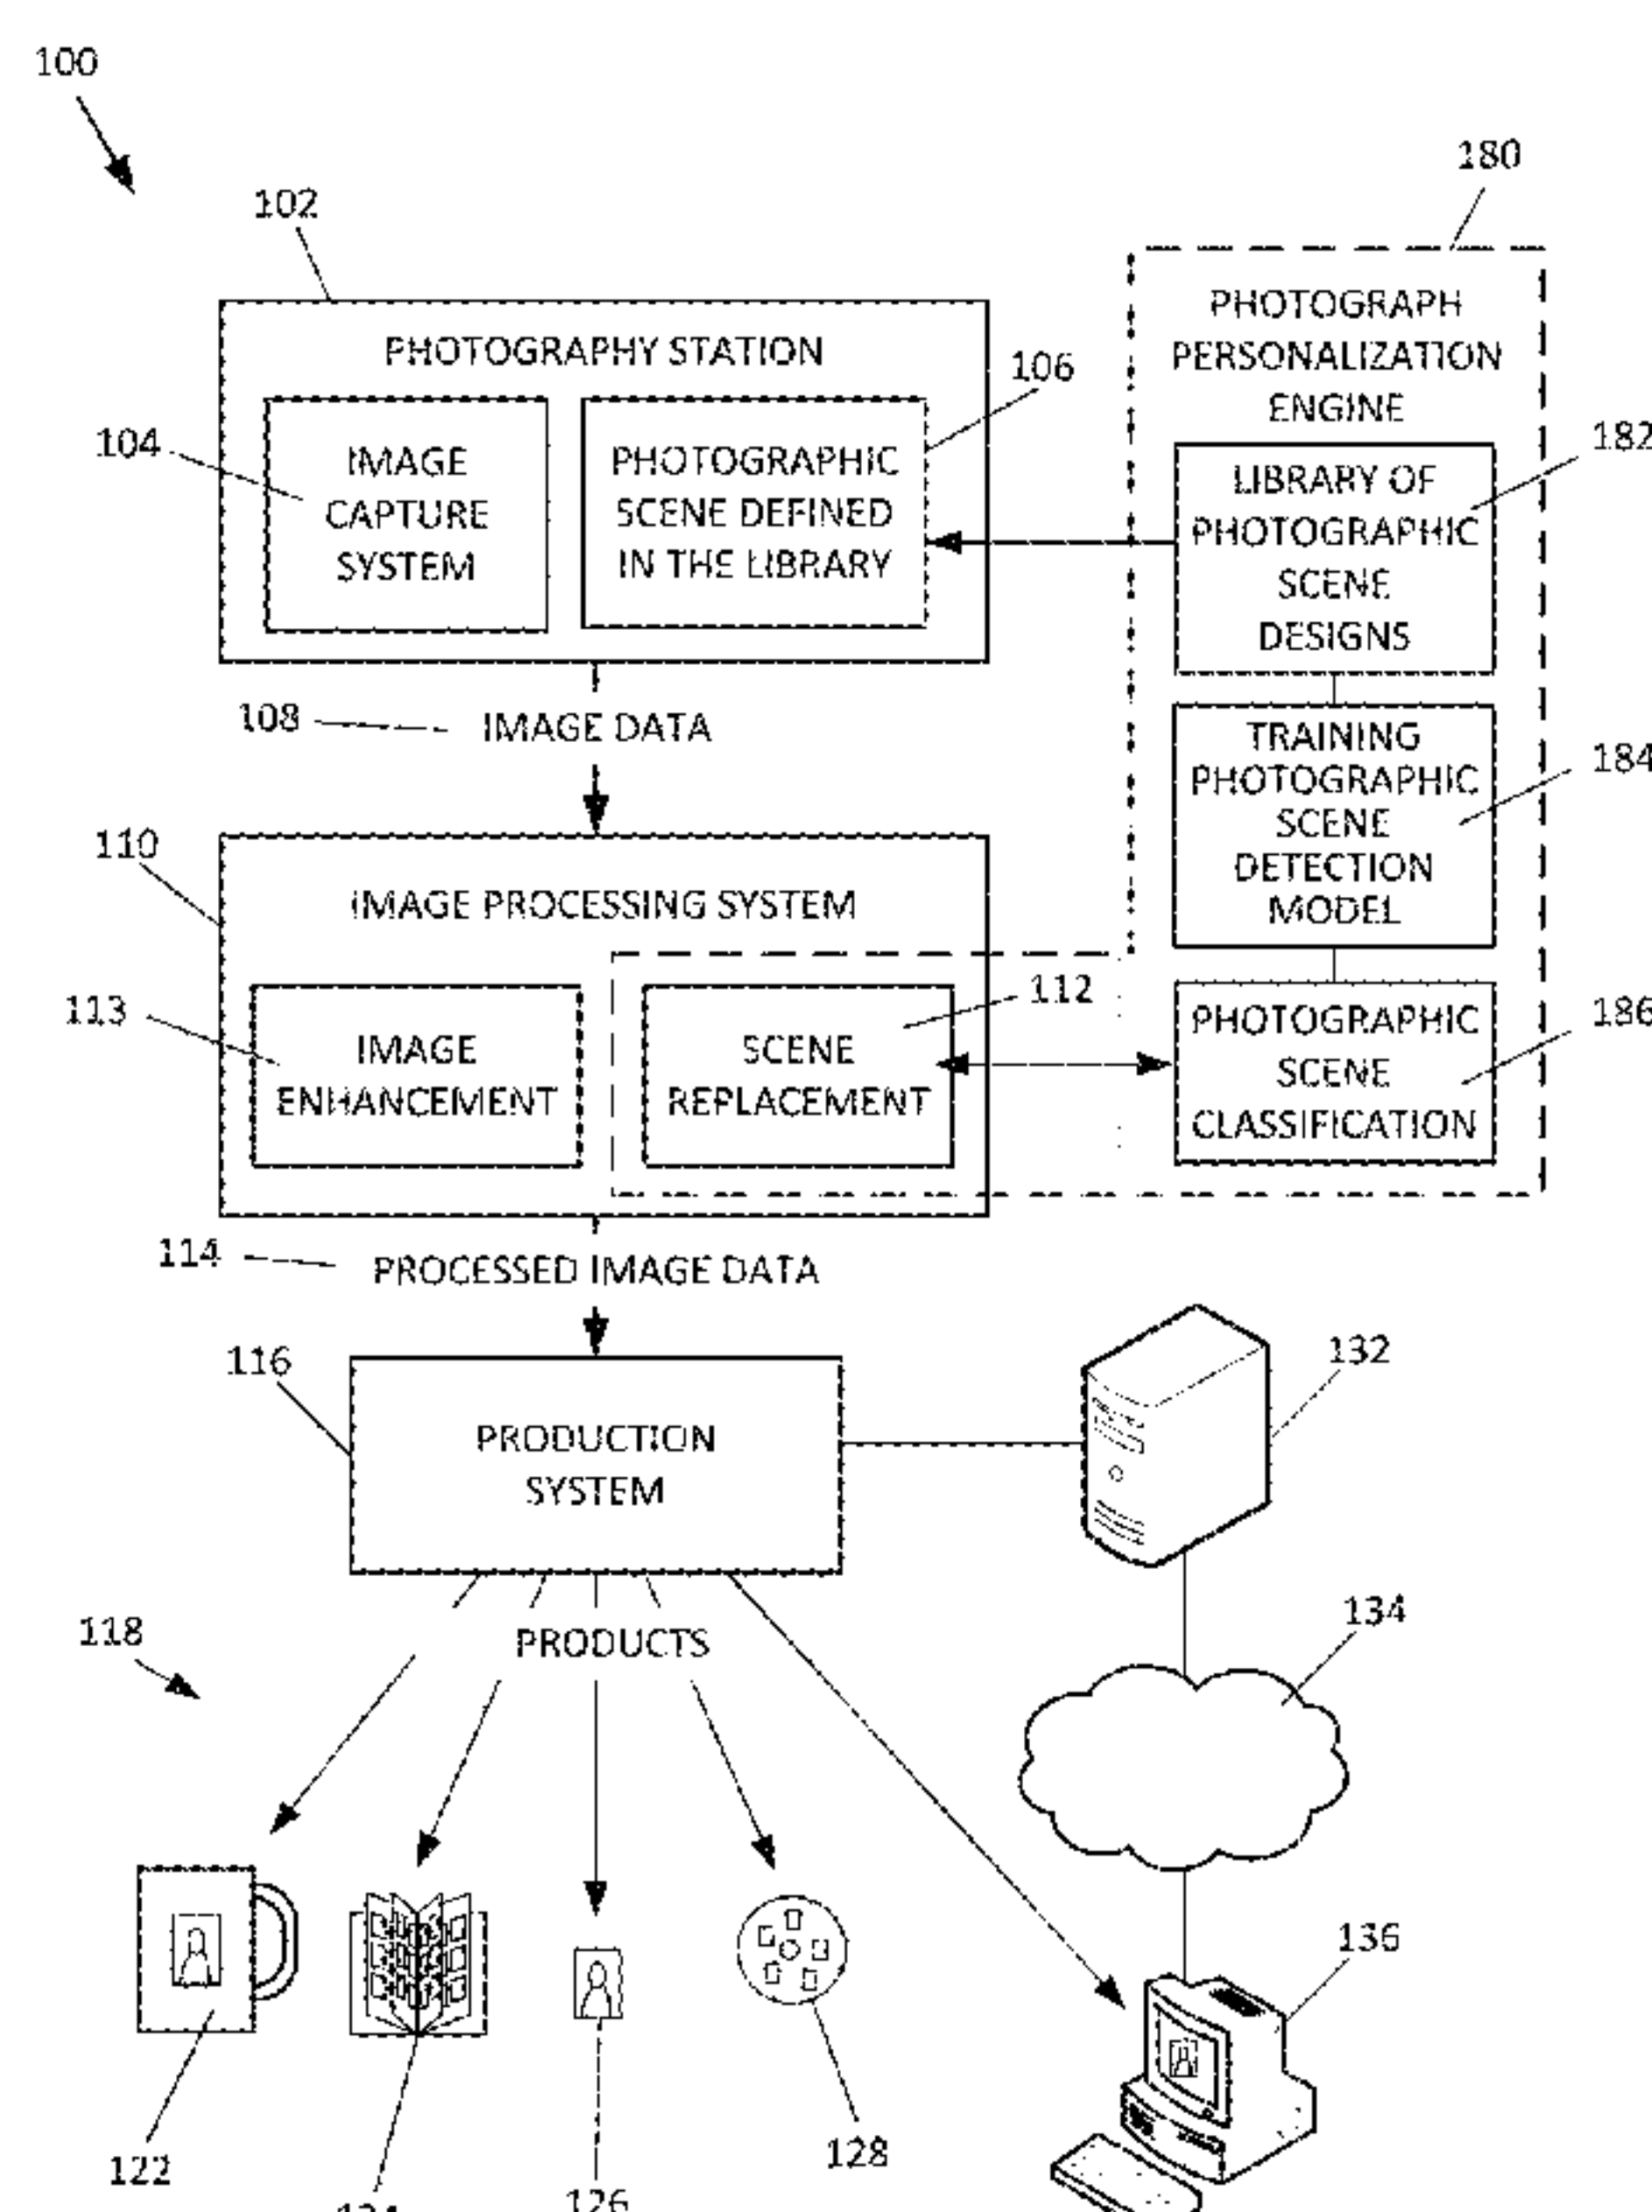 100
180
102
PHOTOGRAPH
PERSONALIZATION
ENGINE
PHOTOGRAPHY STATION
106
104
IMAGE
CAPTURE
SYSTEM
PHOTOGRAPHIC
SCENE DEFINED
IN THE LIBRARY
182
LIBRARY OF
PHOTOGRAPHIC
SCENE
DESIGNS
108
IMAGE DATA
TRAINING
PHOTOGRAPHIC
SCENE
DETECTION
MODEL
184
110
IMAGE PROCESSING SYSTEM
113
IMAGE
ENHANCEMENT
SCENE
REPLACEMENT
112
PHOTOGRAPHIC
SCENE
CLASSIFICATION
186
114
PROCESSED IMAGE DATA
116
PRODUCTION
SYSTEM
132
118
PRODUCTS
134
136
122
126
128